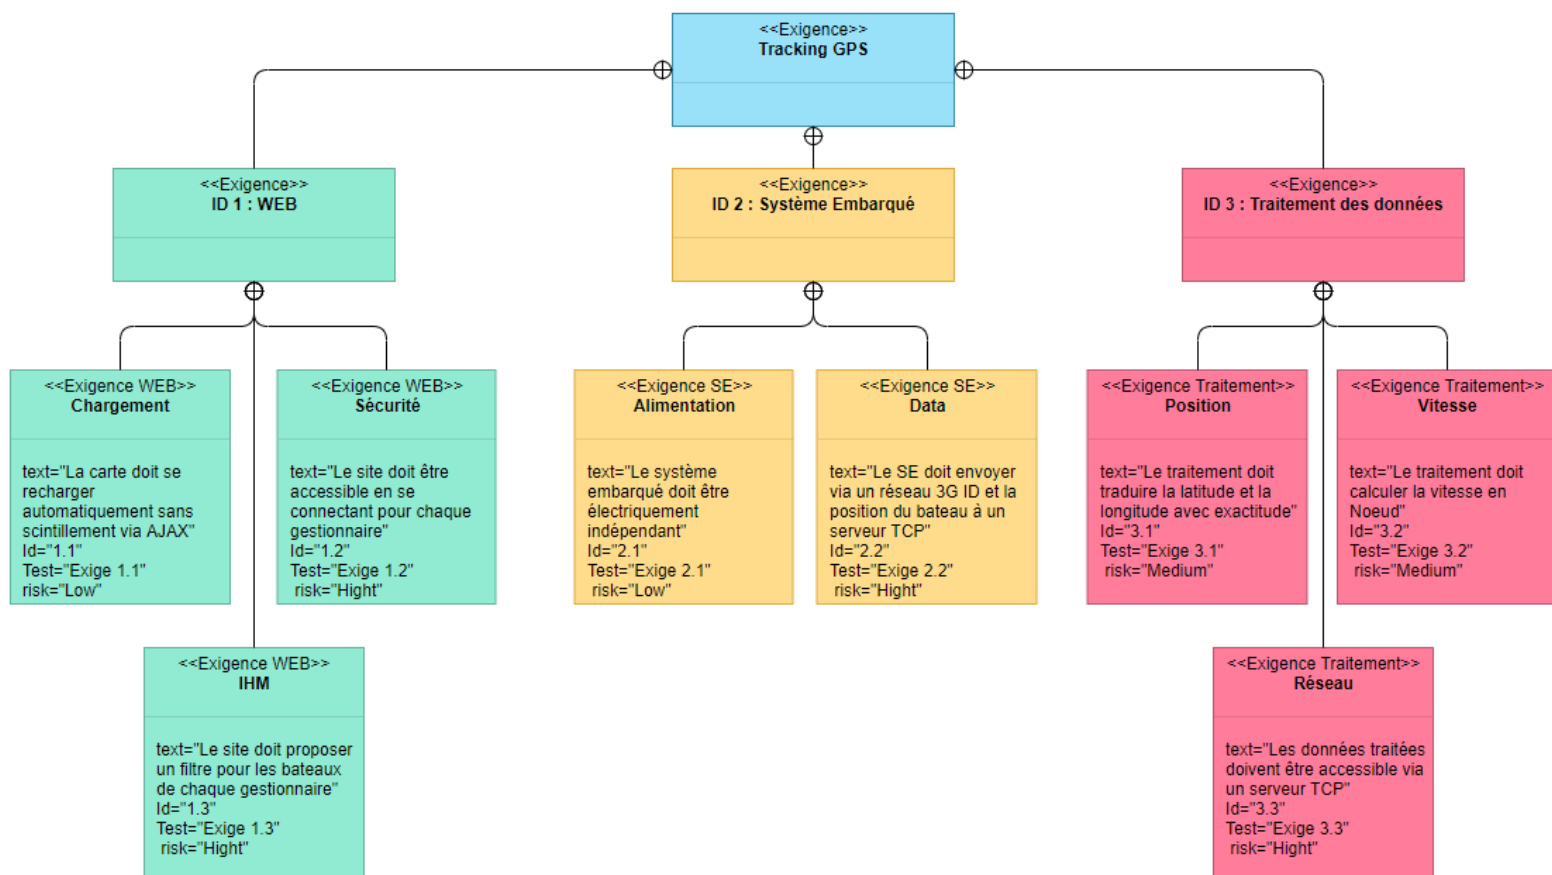 <<Exigence>>
Tracking GPS
<<Exigence>>
ID 1 : WEB
<<Exigence>>
ID 2 : Système Embarqué
<<Exigence>>
ID 3 : Traitement des données
<<Exigence WEB>>
Chargement
text="La carte doit se
recharger
automatiquement sans
scintillement via AJAX"
Id="1.1"
Test="Exige 1.1"
risk="Low"
<<Exigence WEB>>
Sécurité
text="Le site doit être
accessible en se
connectant pour chaque
gestionnaire"
Id="1.2"
Test="Exige 1.2"
risk="Hight"
<<Exigence SE>>
Alimentation
text="Le système
embarqué doit être
électriquement
indépendant"
Id="2.1"
Test="Exige 2.1"
risk="Low"
<<Exigence SE>>
Data
text="Le SE doit envoyer
via un réseau 3G ID et la
position du bateau à un
serveur TCP"
Id="2.2"
Test="Exige 2.2"
risk="Hight"
<<Exigence Traitement>>
Position
text="Le traitement doit
traduire la latitude et la
longitude avec exactitude"
Id="3.1"
Test="Exige 3.1"
risk="Medium"
<<Exigence Traitement>>
Vitesse
text="Le traitement doit
calculer la vitesse en
Noeud"
Id="3.2"
Test="Exige 3.2"
risk="Medium"
<<Exigence WEB>>
IHM
text="Le site doit proposer
un filtre pour les bateaux
de chaque gestionnaire"
Id="1.3"
Test="Exige 1.3"
risk="Hight"
<<Exigence Traitement>>
Réseau
text="Les données traitées
doivent être accessible via
un serveur TCP"
Id="3.3"
Test="Exige 3.3"
risk="Hight"